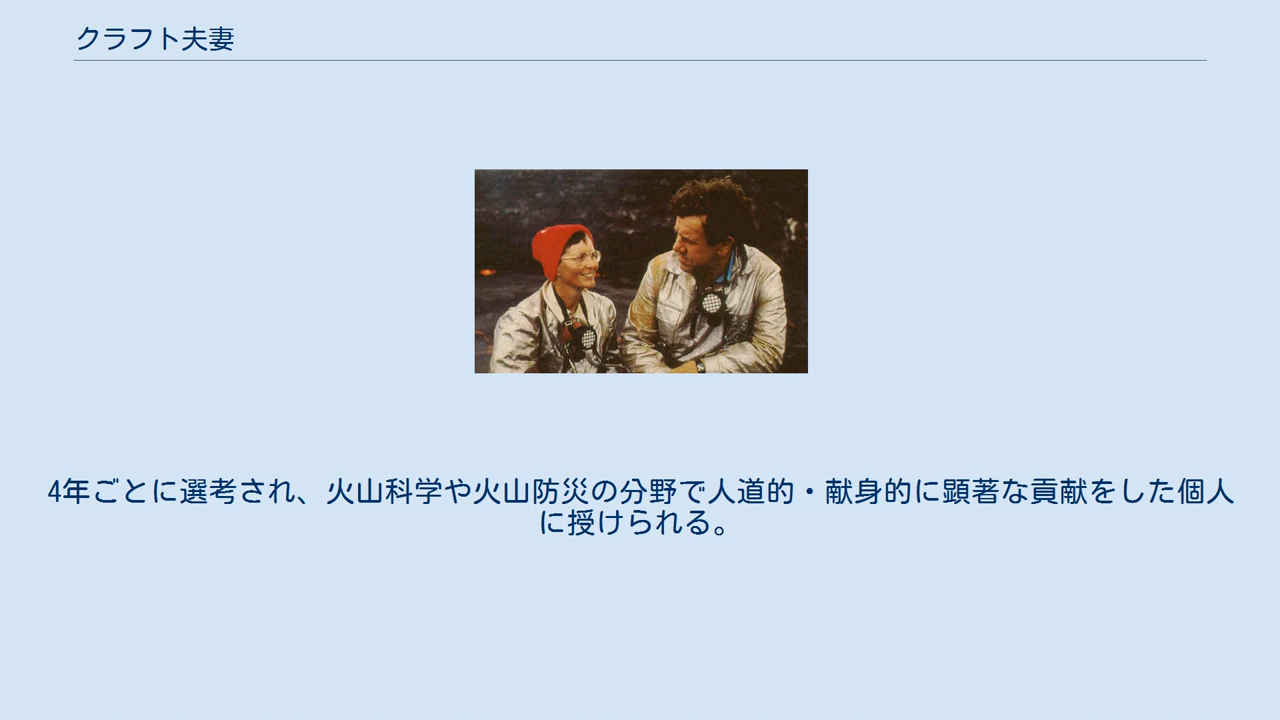 クラフト夫妻
4年ごとに選考され、火山科学や火山防災の分野で人道的・献身的に顕著な貢献をした個人
に授けられる。